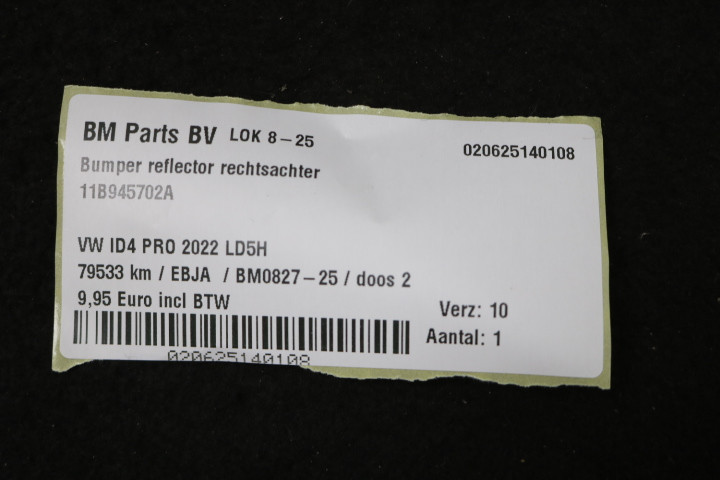 BM Parts BV LOK 8-25
020625140108
Bumper reflector rechtsachter
11B945702A
VW ID4 PRO 2022 LD5H
79533 km / EBJA / BM0827-25 / doos 2
9,95 Euro incl BTW
Verz: 10
Aantal: 1
020625140108